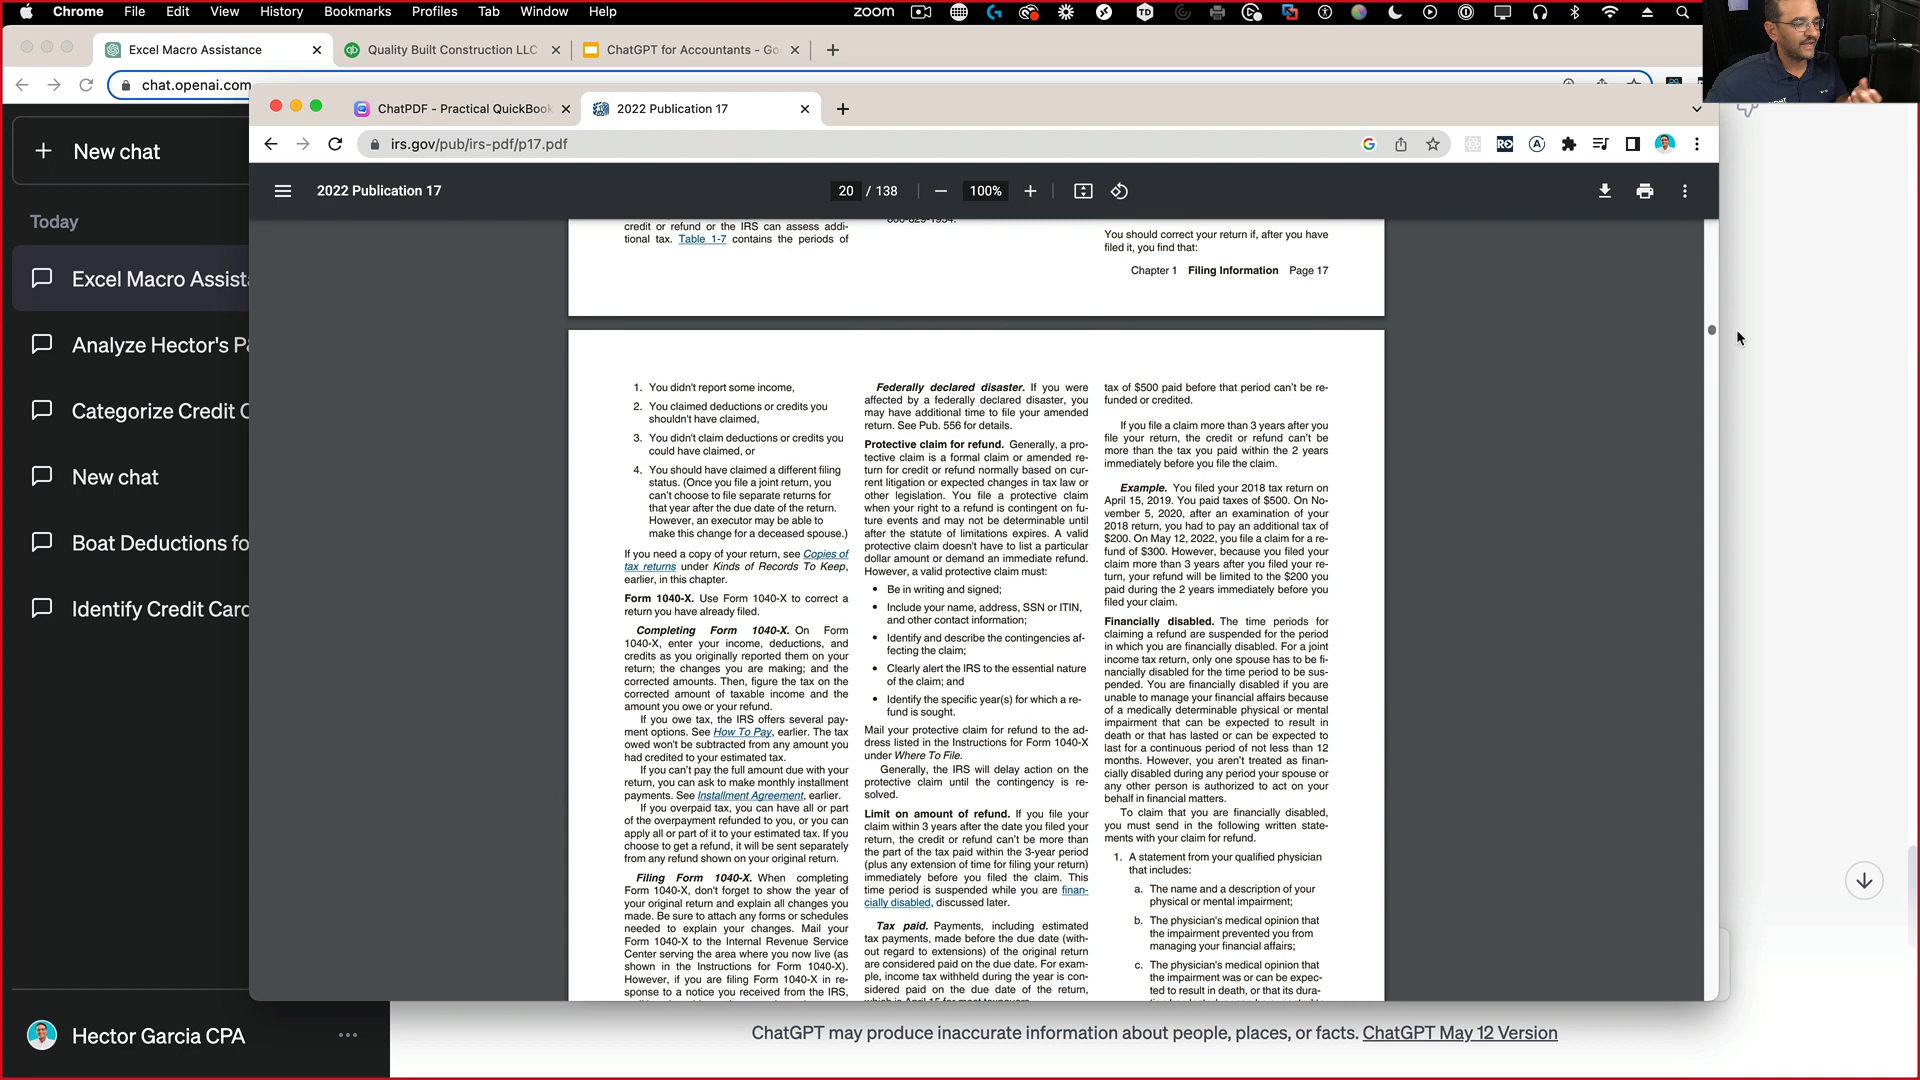 Chrome File Edit View History Bookmarks Profiles Tab Window Help
zoom
TD
Excel Macro Assistance
Quality Built Construction LLC
ChatGPT for Accountants - Go
chat.openai.com
ChatPDF - Practical QuickBook
2022 Publication 17
irs.gov/pub/irs-pdf/p17.pdf
2022 Publication 17
20 / 138
100%
New chat
Today
Excel Macro Assist
Analyze Hector's P
Categorize Credit C
New chat
Boat Deductions fo
Identify Credit Card
Hector Garcia CPA
credit or refund or the IRS can assess addi-
tional tax. Table 1-7 contains the periods of
800-829-1954.
You should correct your return if, after you have
filed it, you find that:
Chapter 1 Filing Information Page 17
1. You didn't report some income,
2. You claimed deductions or credits you
shouldn't have claimed,
3. You didn't claim deductions or credits you
could have claimed, or
4. You should have claimed a different filing
status. (Once you file a joint return, you
can't choose to file separate returns for
that year after the due date of the return.
However, an executor may be able to
make this change for a deceased spouse.)
If you need a copy of your return, see Copies of
tax returns under Kinds of Records To Keep,
earlier, in this chapter.
Form 1040-X. Use Form 1040-X to correct a
return you have already filed.
Completing Form 1040-X. On Form
1040-X, enter your income, deductions, and
credits as you originally reported them on your
return; the changes you are making; and the
corrected amounts. Then, figure the tax on the
corrected amount of taxable income and the
amount you owe or your refund.
If you owe tax, the IRS offers several pay-
ment options. See How To Pay, earlier. The tax
owed won't be subtracted from any amount you
had credited to your estimated tax.
If you can't pay the full amount due with your
return, you can ask to make monthly installment
payments. See Installment Agreement, earlier.
If you overpaid tax, you can have all or part
of the overpayment refunded to you, or you can
apply all or part of it to your estimated tax. If you
choose to get a refund, it will be sent separately
from any refund shown on your original return.
Filing Form 1040-X. When completing
Form 1040-X, don't forget to show the year of
your original return and explain all changes you
made. Be sure to attach any forms or schedules
needed to explain your changes. Mail your
Form 1040-X to the Internal Revenue Service
Center serving the area where you now live (as
shown in the Instructions for Form 1040-X).
However, if you are filing Form 1040-X in re-
sponse to a notice you received from the IRS,
Federally declared disaster. If you were
affected by a federally declared disaster, you
may have additional time to file your amended
return. See Pub. 556 for details.
Protective claim for refund. Generally, a pro-
tective claim is a formal claim or amended re-
turn for credit or refund normally based on cur-
rent litigation or expected changes in tax law or
other legislation. You file a protective claim
when your right to a refund is contingent on fu-
ture events and may not be determinable until
after the statute of limitations expires. A valid
protective claim doesn't have to list a particular
dollar amount or demand an immediate refund.
However, a valid protective claim must:
• Be in writing and signed;
• Include your name, address, SSN or ITIN,
and other contact information;
• Identify and describe the contingencies af-
fecting the claim;
• Clearly alert the IRS to the essential nature
of the claim; and
• Identify the specific year(s) for which a re-
fund is sought.
Mail your protective claim for refund to the ad-
dress listed in the Instructions for Form 1040-X
under Where To File.
Generally, the IRS will delay action on the
protective claim until the contingency is re-
solved.
Limit on amount of refund. If you file your
claim within 3 years after the date you filed your
return, the credit or refund can't be more than
the part of the tax paid within the 3-year period
(plus any extension of time for filing your return)
immediately before you filed the claim. This
time period is suspended while you are finan-
cially disabled, discussed later.
Tax paid. Payments, including estimated
tax payments, made before the due date (with-
out regard to extensions) of the original return
are considered paid on the due date. For exam-
ple, income tax withheld during the year is con-
sidered paid on the due date of the return,
which is April 15 for most taxpayers.
tax of $500 paid before that period can't be re-
funded or credited.
If you file a claim more than 3 years after you
file your return, the credit or refund can't be
more than the tax you paid within the 2 years
immediately before you file the claim.
Example. You filed your 2018 tax return on
April 15, 2019. You paid taxes of $500. On No-
vember 5, 2020, after an examination of your
2018 return, you had to pay an additional tax of
$200. On May 12, 2022, you file a claim for a re-
fund of $300. However, because you filed your
claim more than 3 years after you filed your re-
turn, your refund will be limited to the $200 you
paid during the 2 years immediately before you
filed your claim.
Financially disabled. The time periods for
claiming a refund are suspended for the period
in which you are financially disabled. For a joint
income tax return, only one spouse has to be fi-
nancially disabled for the time period to be sus-
pended. You are financially disabled if you are
unable to manage your financial affairs because
of a medically determinable physical or mental
impairment that can be expected to result in
death or that has lasted or can be expected to
last for a continuous period of not less than 12
months. However, you aren't treated as finan-
cially disabled during any period your spouse or
any other person is authorized to act on your
behalf in financial matters.
To claim that you are financially disabled,
you must send in the following written state-
ments with your claim for refund.
1. A statement from your qualified physician
that includes:
a. The name and a description of your
physical or mental impairment;
b. The physician's medical opinion that
the impairment prevented you from
managing your financial affairs;
c. The physician's medical opinion that
the impairment was or can be expec-
ted to result in death, or that its dura-
ChatGPT may produce inaccurate information about people, places, or facts. ChatGPT May 12 Version